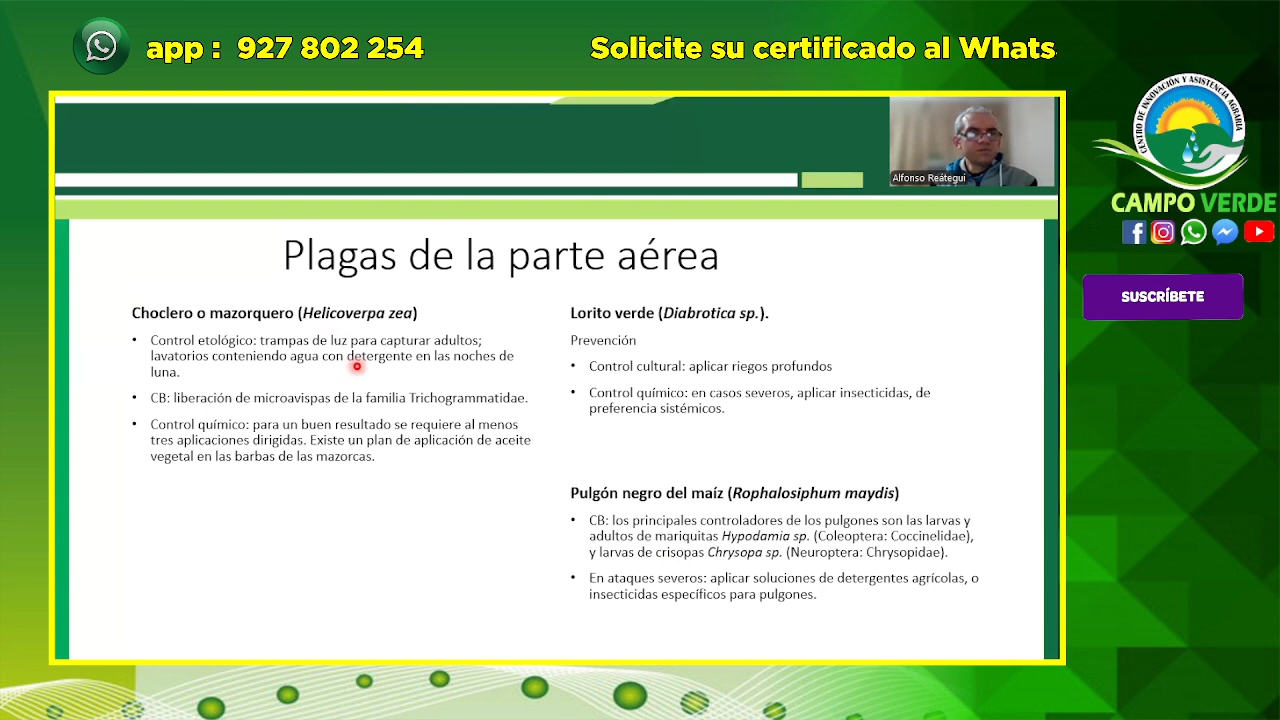 app : 927 802 254
Solicite su certificado al Whats
CENTRO DE INNOVACIÓN Y ASISTENCIA AGRARIA
CAMPO VERDE
SUSCRÍBETE
Alfonso Reátegui
Plagas de la parte aérea
Choclero o mazorquero (Helicoverpa zea)
• Control etológico: trampas de luz para capturar adultos;
lavatorios conteniendo agua con detergente en las noches de
luna.
• CB: liberación de microavispas de la familia Trichogrammatidae.
• Control químico: para un buen resultado se requiere al menos
tres aplicaciones dirigidas. Existe un plan de aplicación de aceite
vegetal en las barbas de las mazorcas.
Lorito verde (Diabrotica sp.).
Prevención
• Control cultural: aplicar riegos profundos
• Control químico: en casos severos, aplicar insecticidas, de
preferencia sistémicos.
Pulgón negro del maíz (Rophalosiphum maydis)
• CB: los principales controladores de los pulgones son las larvas y
adultos de mariquitas Hypodamia sp. (Coleoptera: Coccinelidae),
y larvas de crisopas Chrysopa sp. (Neuroptera: Chrysopidae).
• En ataques severos: aplicar soluciones de detergentes agrícolas, o
insecticidas específicos para pulgones.